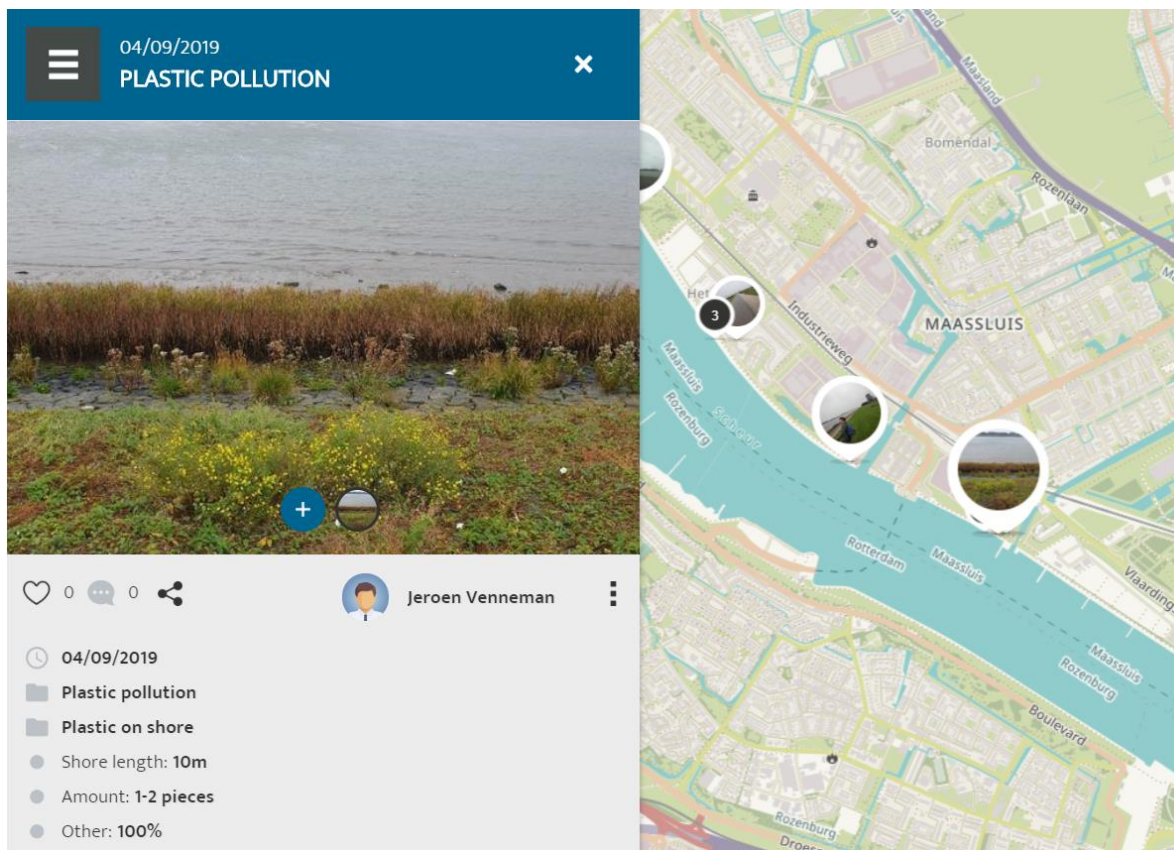 04/09/2019
PLASTIC POLLUTION
0
0
Jeroen Venneman
04/09/2019
Plastic pollution
Plastic on shore
Shore length: 10m
Amount: 1-2 pieces
Other: 100%
Maasland
Bomendal
Rozenlaan
Het
3
Industrieweg
MAASSLUIS
Maassluis
Rozenburg
Scheur
Rotterdam
Maassluis
Vlaarding
Maassluis
Rozenburg
Boulevard
Rozenburg